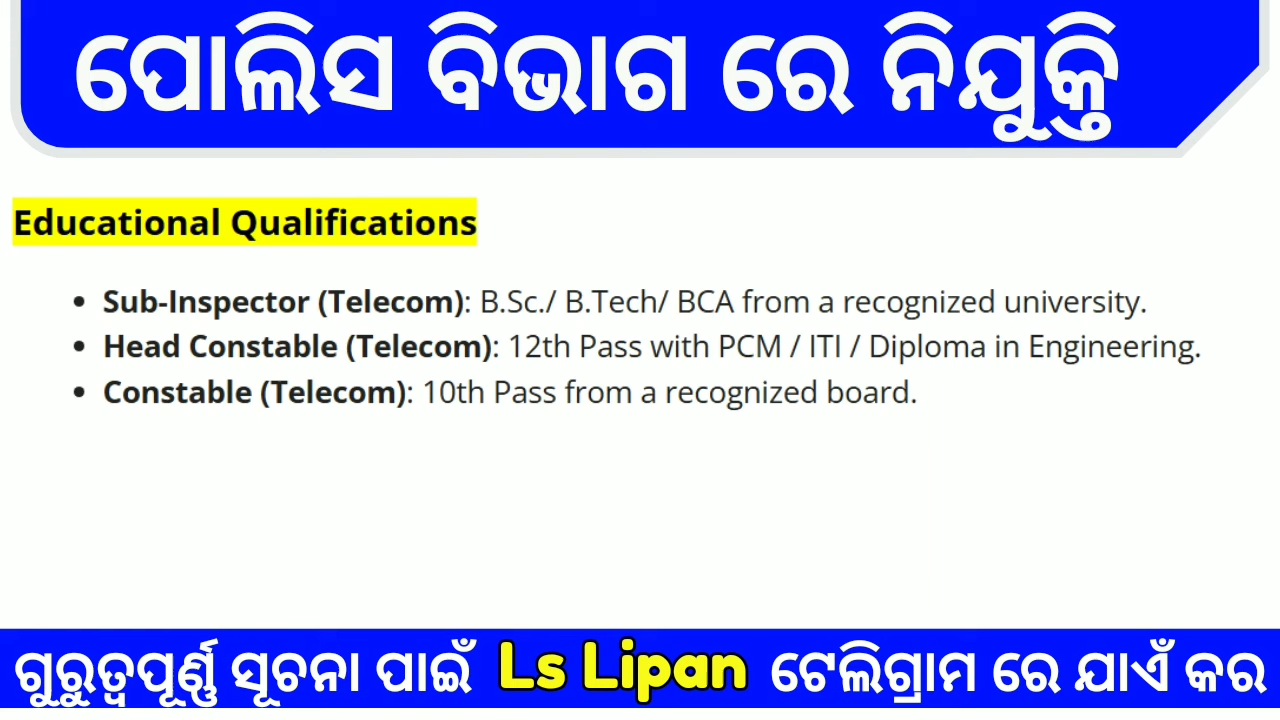 ପୋଲିସ ବିଭାଗ ରେ ନିଯୁକ୍ତି
Educational Qualifications
• Sub-Inspector (Telecom): B.Sc./ B.Tech/ BCA from a recognized university.
• Head Constable (Telecom): 12th Pass with PCM / ITI / Diploma in Engineering.
• Constable (Telecom): 10th Pass from a recognized board.
ଗୁରୁତ୍ୱପୂର୍ଣ୍ଣ ସୂଚନା ପାଇଁ Ls Lipan ଟେଲିଗ୍ରାମ ରେ ଯାଏଁ କର